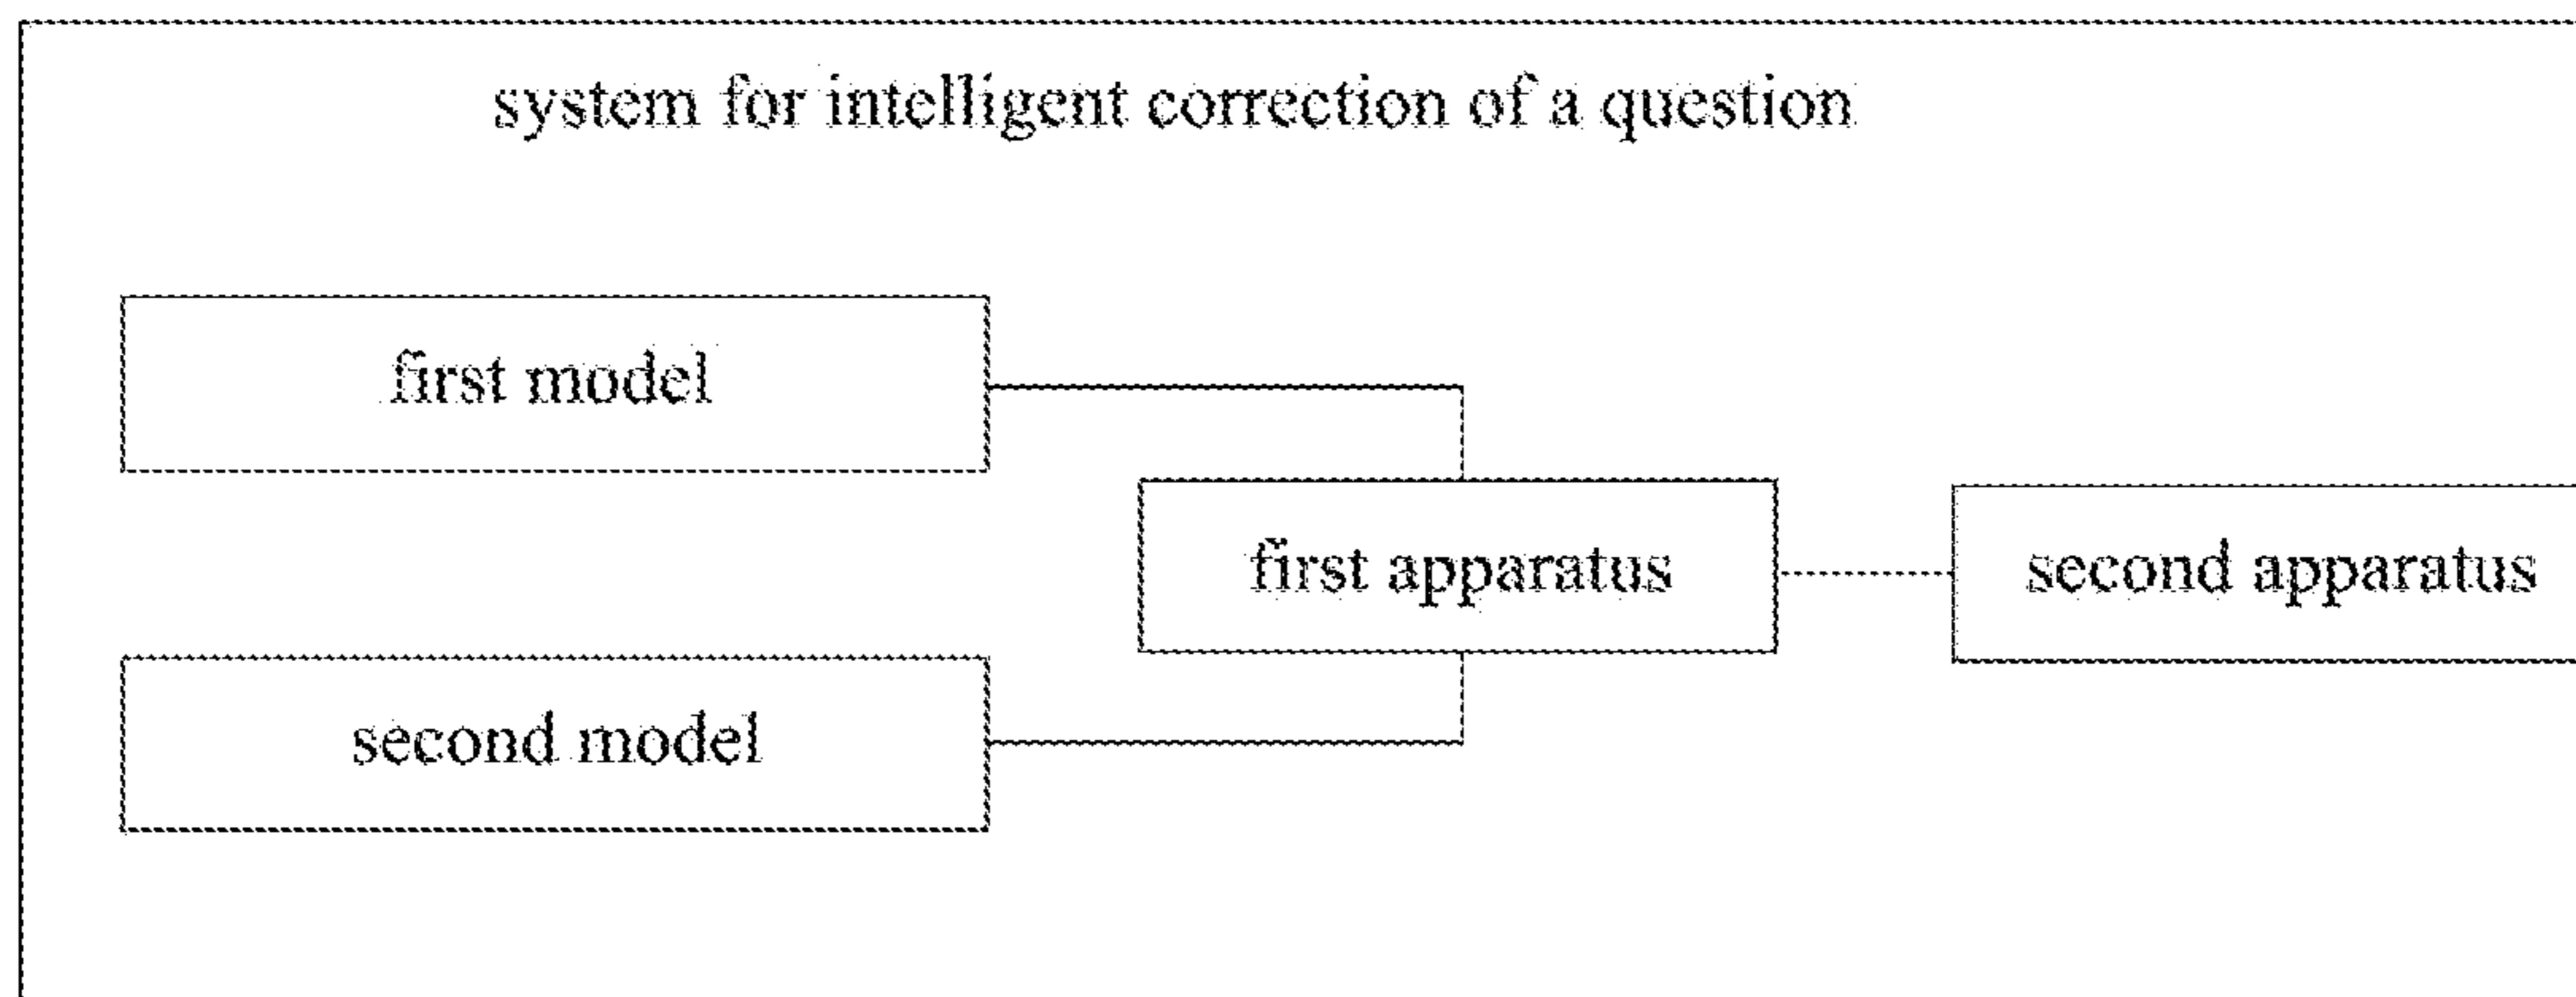 system for intelligent correction of a question
first model
first apparatus
second apparatus
second model